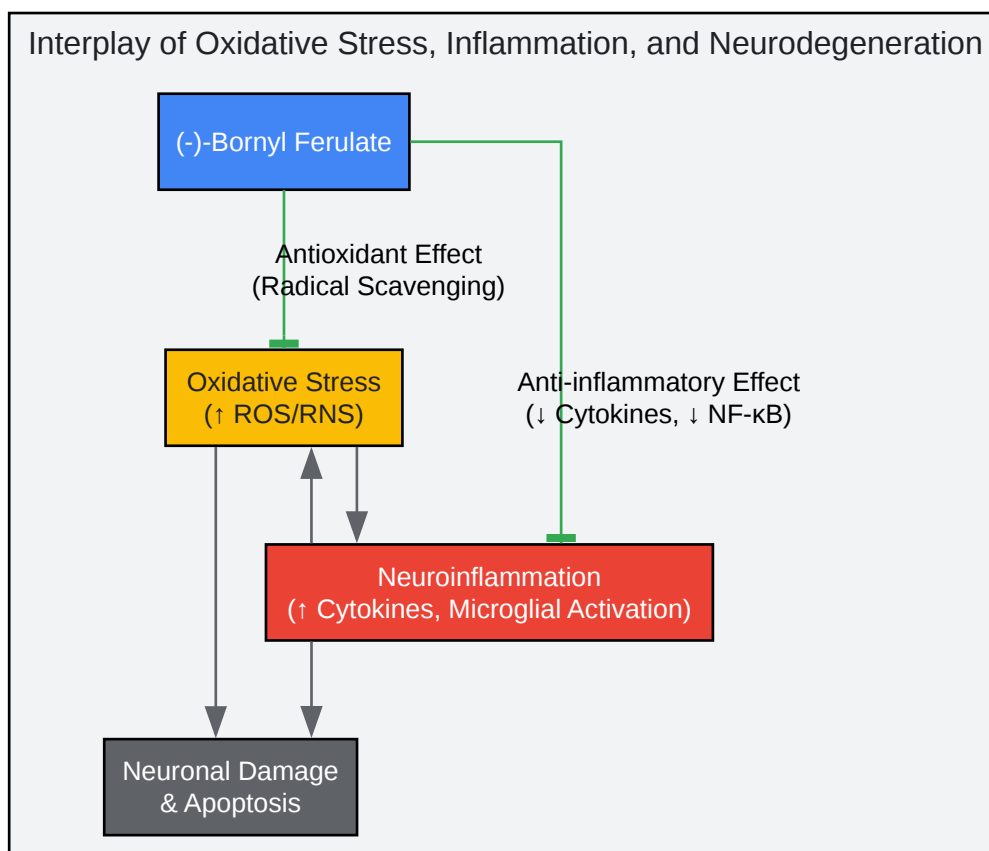 Interplay of Oxidative Stress, Inflammation, and Neurodegeneration
(-)-Bornyl Ferulate
Antioxidant Effect
(Radical Scavenging)
Oxidative Stress
(↑ ROS/RNS)
Anti-inflammatory Effect
(↓ Cytokines, ↓ NF-κB)
Neuroinflammation
(↑ Cytokines, Microglial Activation)
Neuronal Damage
& Apoptosis